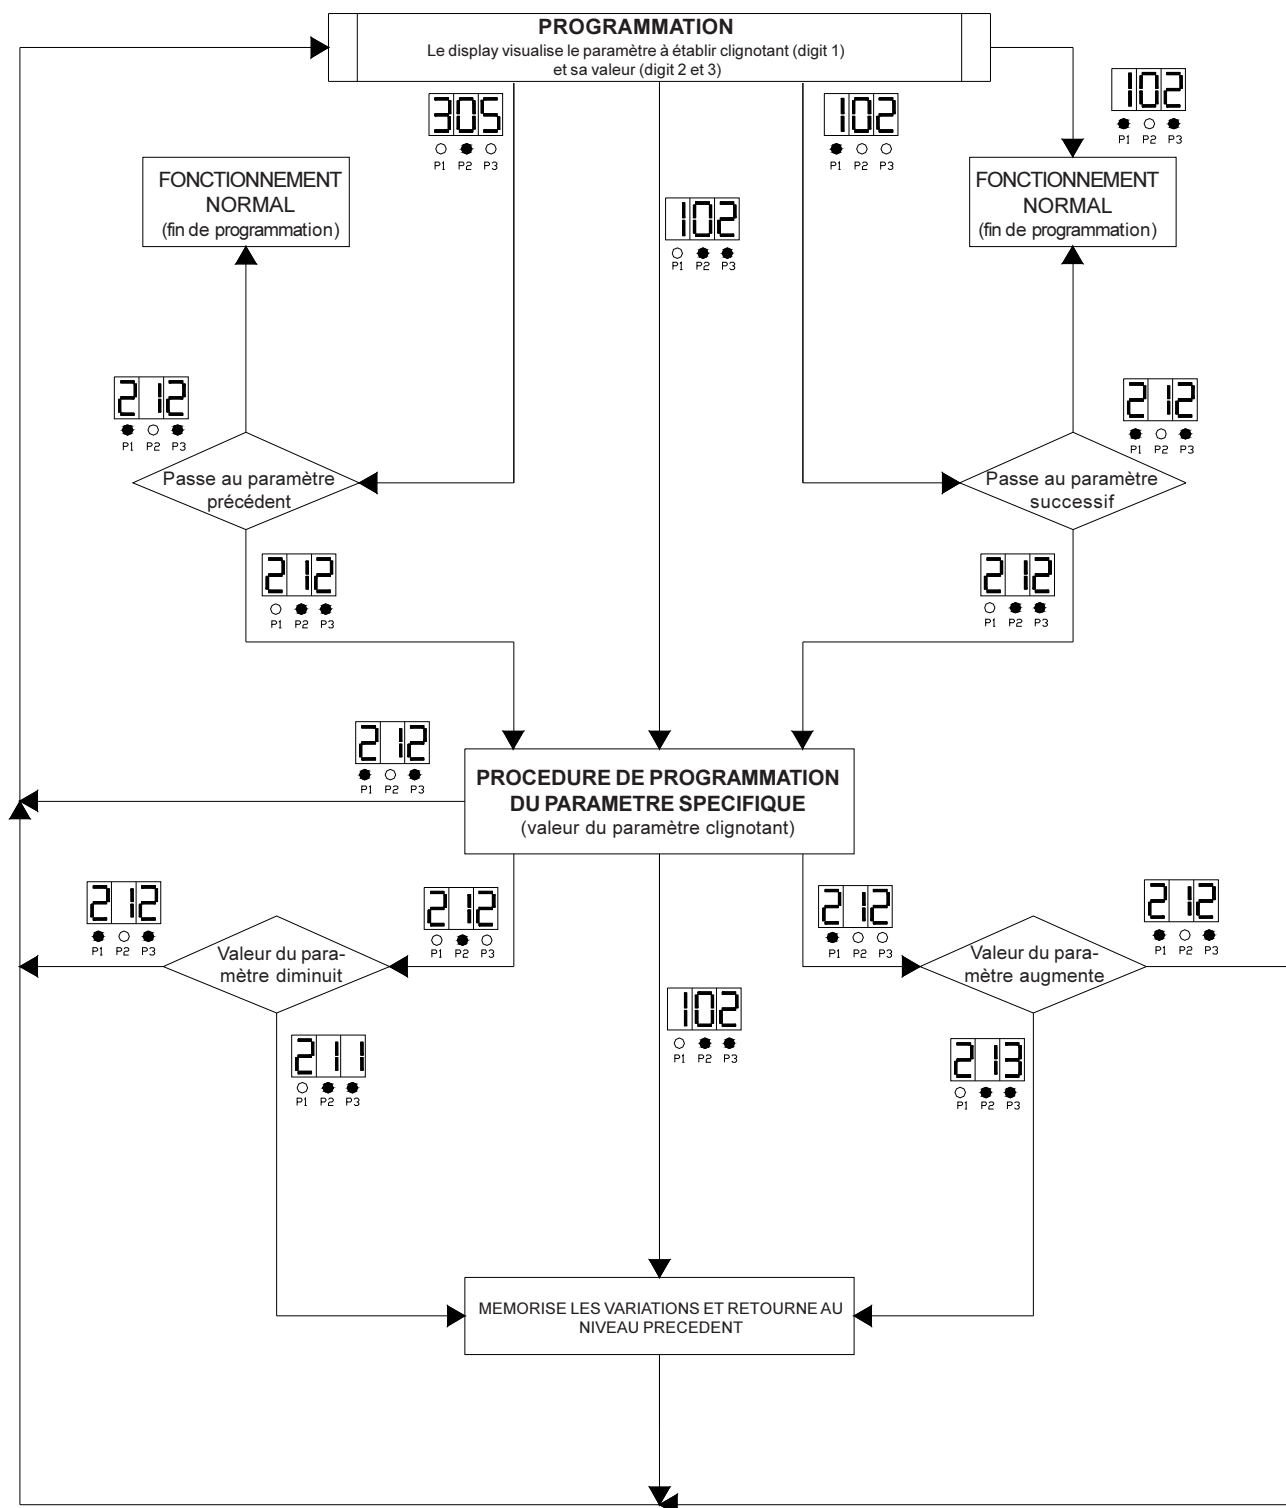 PROGRAMMATION
Le display visualise le paramètre à établir clignotant (digit 1)
et sa valeur (digit 2 et 3)
305
P1 P2 P3
102
P1 P2 P3
102
P1 P2 P3
FONCTIONNEMENT
NORMAL
(fin de programmation)
102
P1 P2 P3
FONCTIONNEMENT
NORMAL
(fin de programmation)
212
P1 P2 P3
212
P1 P2 P3
Passe au paramètre
précédent
Passe au paramètre
successif
212
P1 P2 P3
212
P1 P2 P3
212
P1 P2 P3
PROCEDURE DE PROGRAMMATION
DU PARAMETRE SPECIFIQUE
(valeur du paramètre clignotant)
212
P1 P2 P3
212
P1 P2 P3
212
P1 P2 P3
212
P1 P2 P3
Valeur du para-
mètre diminuit
Valeur du para-
mètre augmente
102
P1 P2 P3
211
P1 P2 P3
213
P1 P2 P3
MEMORISE LES VARIATIONS ET RETOURNE AU
NIVEAU PRECEDENT